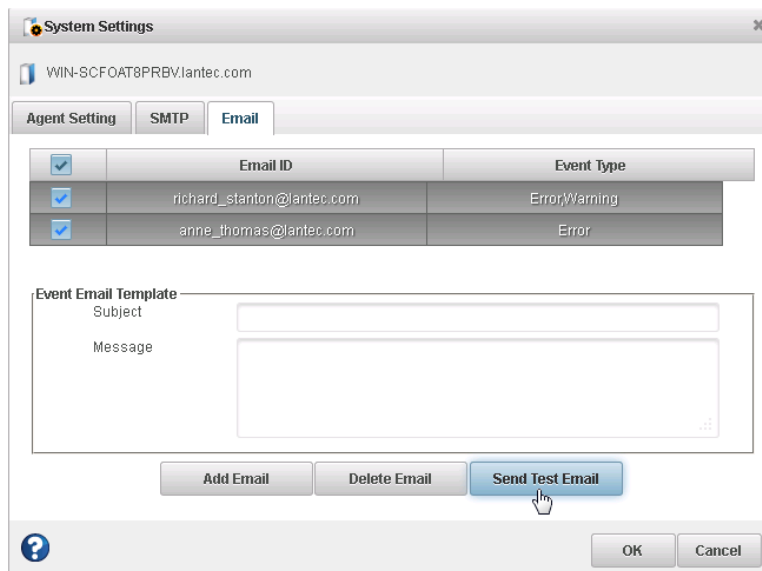 System Settings
WIN-SCFOAT8PRBV.lantec.com
Agent Setting SMTP Email
Email ID Event Type
richard_stanton@lantec.com Error,Warning
anne_thomas@lantec.com Error
Event Email Template
Subject
Message
Add Email Delete Email Send Test Email
? OK Cancel